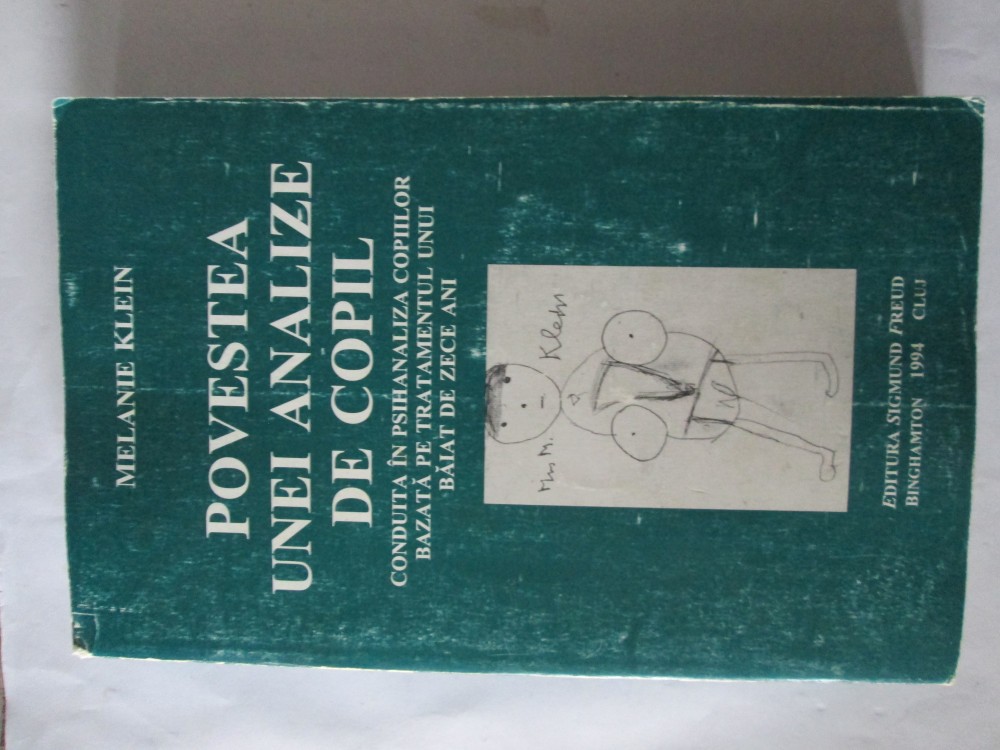 MELANIE KLEIN
POVESTEA
UNEI ANALIZE
DE COPIL
CONDUITA ÎN PSIHANALIZA COPIILOR
BAZATĂ PE TRATAMENTUL UNUI
BĂIAT DE ZECE ANI
Mrs M. Klein
EDITURA SIGMUND FREUD
BINGHAMTON 1994 CLUJ